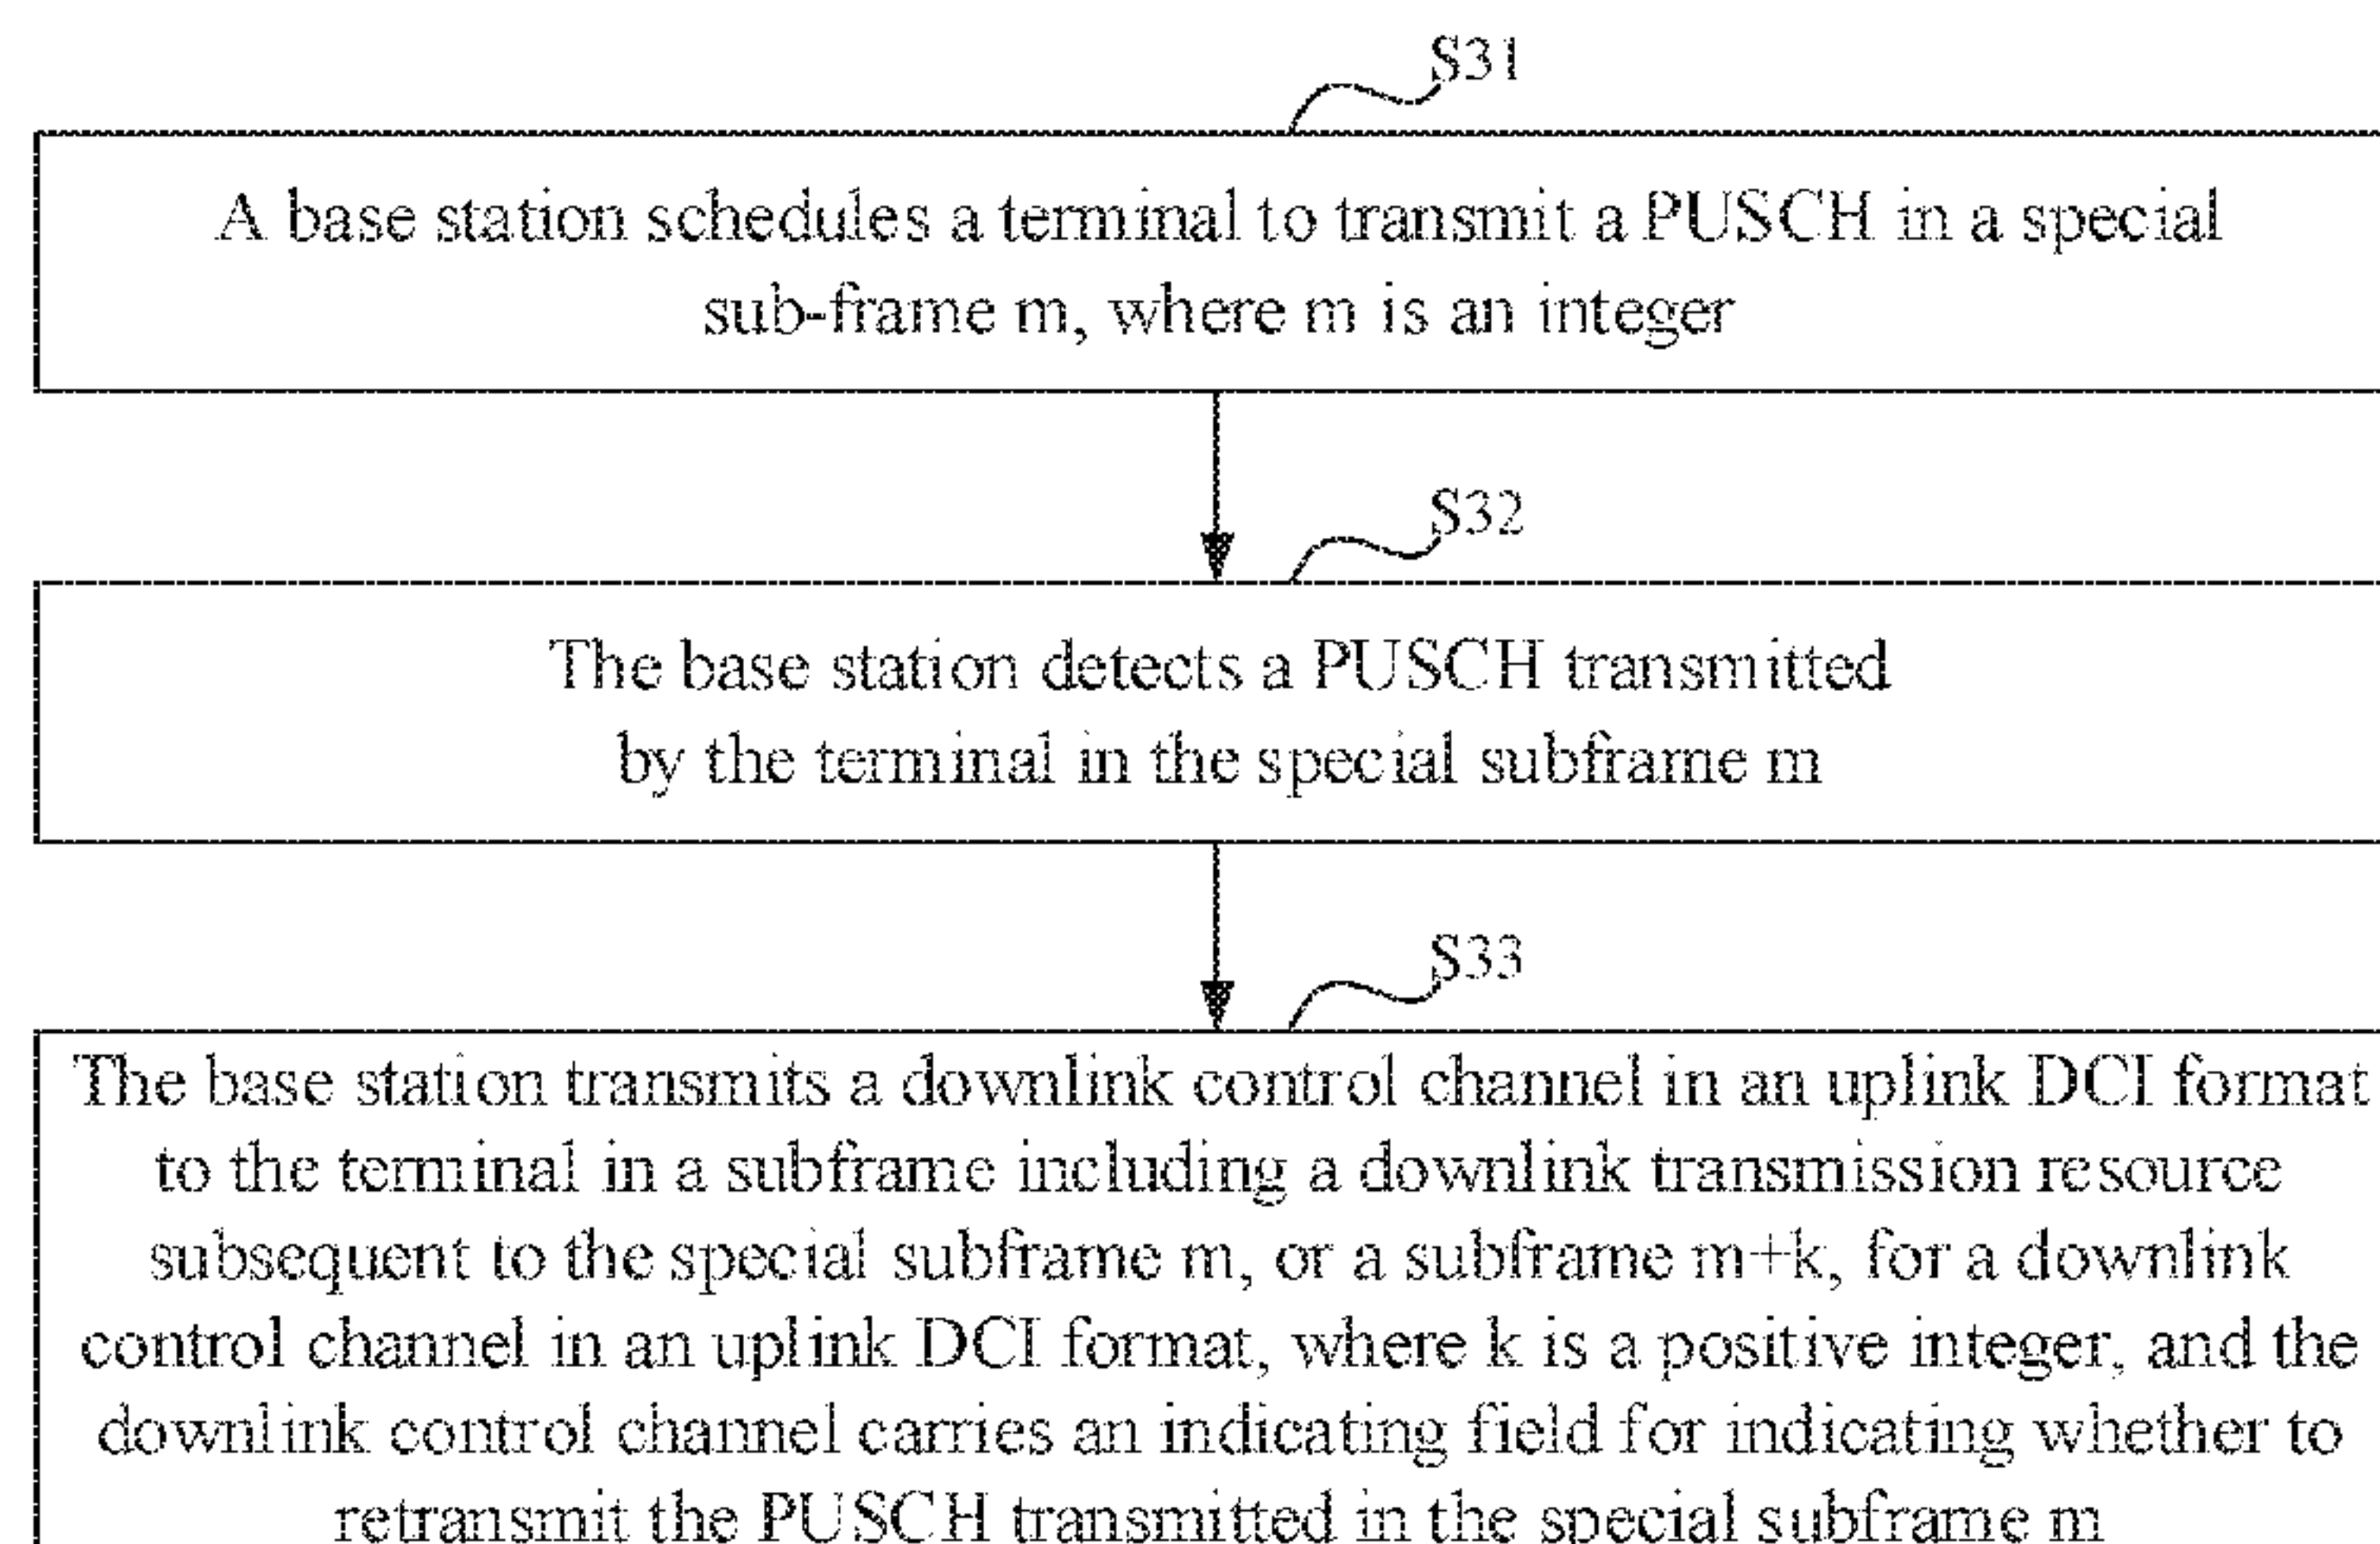 S31
A base station schedules a terminal to transmit a PUSCH in a special
sub-frame m, where m is an integer
S32
The base station detects a PUSCH transmitted
by the terminal in the special subframe m
S33
The base station transmits a downlink control channel in an uplink DCI format
to the terminal in a subframe including a downlink transmission resource
subsequent to the special subframe m, or a subframe m+k, for a downlink
control channel in an uplink DCI format, where k is a positive integer, and the
downlink control channel carries an indicating field for indicating whether to
retransmit the PUSCH transmitted in the special subframe m